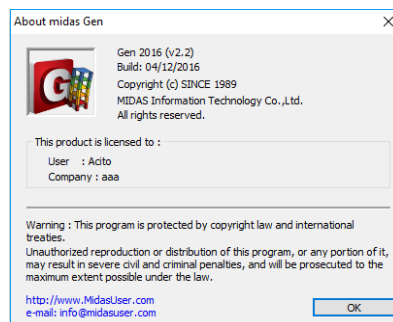 About midas Gen
Gen 2016 (v2.2)
Build: 04/12/2016
Copyright (c) SINCE 1989
MIDAS Information Technology Co.,Ltd.
All rights reserved.
This product is licensed to :
User : Acito
Company : aaa
Warning : This program is protected by copyright law and international
treaties.
Unauthorized reproduction or distribution of this program, or any portion of it,
may result in severe civil and criminal penalties, and will be prosecuted to the
maximum extent possible under the law.
http://www.MidasUser.com
e-mail: info@midasuser.com
OK